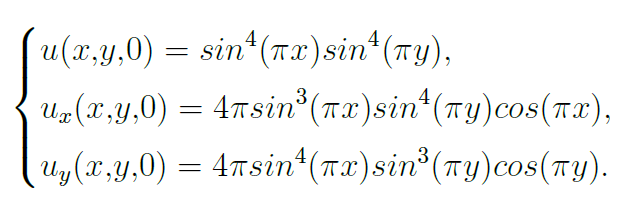 u(x,y,0) = sin⁴(πx)sin⁴(πy),
uₓ(x,y,0) = 4πsin³(πx)sin⁴(πy)cos(πx),
u_y(x,y,0) = 4πsin⁴(πx)sin³(πy)cos(πy).